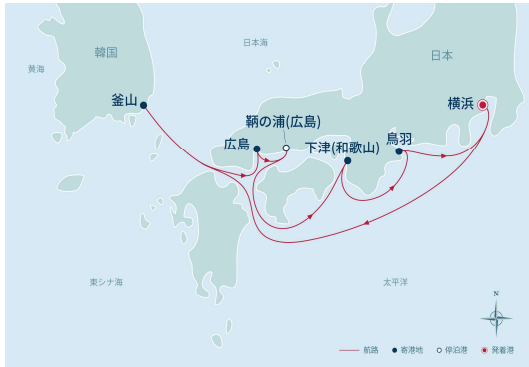 韓国
日本海
日本
黄海
釜山
横浜
鞆の浦(広島)
広島
鳥羽
下津(和歌山)
東シナ海
太平洋
N
航路
寄港地
停泊港
発着港